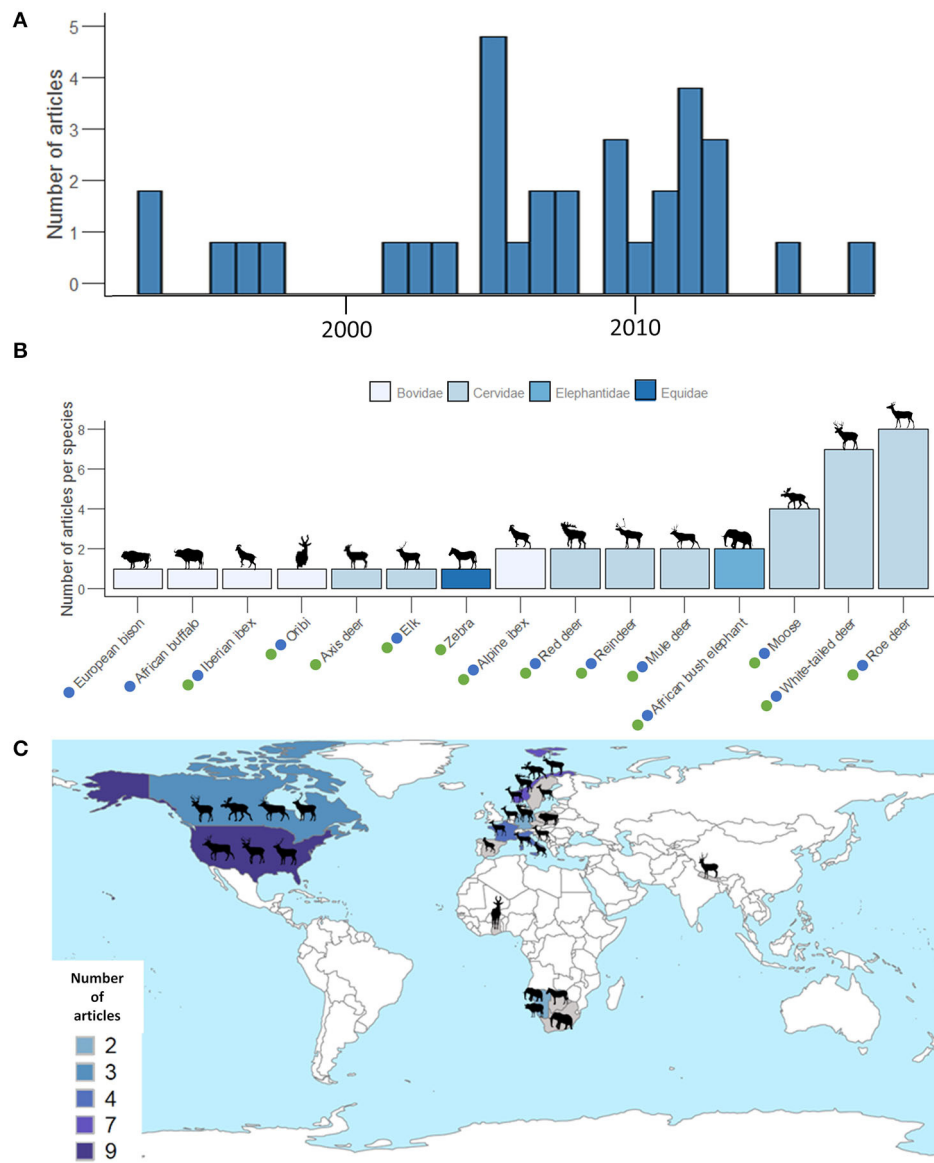 A
Number of articles
5
4
3
2
1
0
2000
2010
B
Bovidae Cervidae Elephantidae Equidae
Number of articles per species
8
6
4
2
0
European bison
African buffalo
Iberian ibex
Oribi
Axis deer
Elk
Zebra
Alpine ibex
Red deer
Reindeer
Mule deer
African bush elephant
Moose
White-tailed deer
Roe deer
C
Number
of
articles
2
3
4
7
9